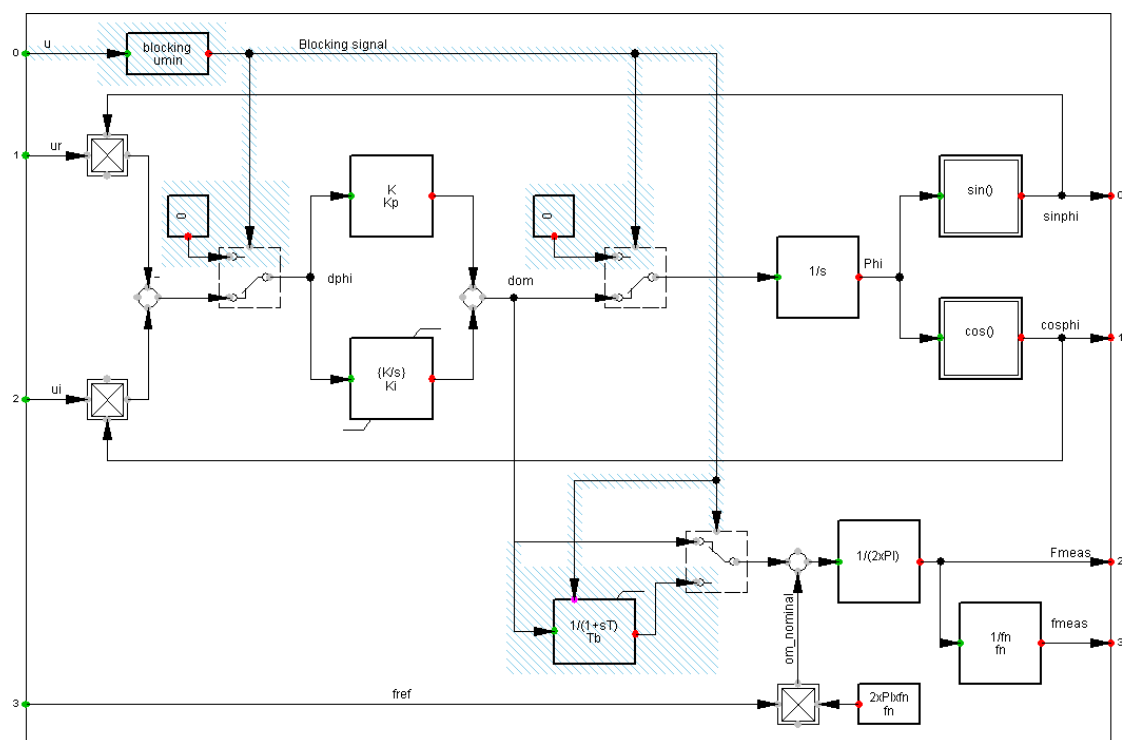 u
Blocking signal
0
blocking
umin
ur
1
K
Kp
0
0
sin()
0
sinphi
-
1/s
Phi
dphi
dom
cos()
cosphi
1
{K/s}
Ki
ui
2
1/(2xPI)
Fmeas
2
1/(1+sT)
Tb
om_nominal
1/fn
fn
fmeas
3
fref
3
2xPIxfn
fn